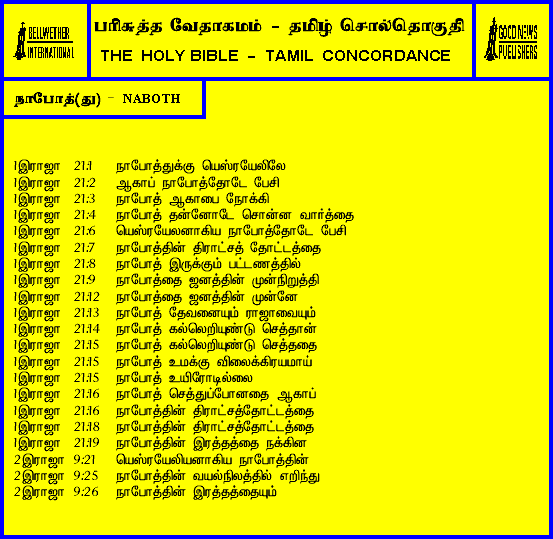 BELLWETHER
INTERNATIONAL
பரிசுத்த வேதாகமம் - தமிழ் சொல்தொகுதி
THE HOLY BIBLE - TAMIL CONCORDANCE
GOOD NEWS
PUBLISHERS
நாபோத்(து) - NABOTH
1இராஜா 21:1 நாபோத்துக்கு யெஸ்ரயேலிலே
1இராஜா 21:2 ஆகாப் நாபோத்தோடே பேசி
1இராஜா 21:3 நாபோத் ஆகாபை நோக்கி
1இராஜா 21:4 நாபோத் தன்னோடே சொன்ன வார்த்தை
1இராஜா 21:6 யெஸ்ரயேலனாகிய நாபோத்தோடே பேசி
1இராஜா 21:7 நாபோத்தின் திராட்சத் தோட்டத்தை
1இராஜா 21:8 நாபோத் இருக்கும் பட்டணத்தில்
1இராஜா 21:9 நாபோத்தை ஜனத்தின் முன்நிறுத்தி
1இராஜா 21:12 நாபோத்தை ஜனத்தின் முன்னே
1இராஜா 21:13 நாபோத் தேவனையும் ராஜாவையும்
1இராஜா 21:14 நாபோத் கல்லெறியுண்டு செத்தான்
1இராஜா 21:15 நாபோத் கல்லெறியுண்டு செத்ததை
1இராஜா 21:15 நாபோத் உமக்கு விலைக்கிரயமாய்
1இராஜா 21:15 நாபோத் உயிரோடில்லை
1இராஜா 21:16 நாபோத் செத்துப்போனதை ஆகாப்
1இராஜா 21:16 நாபோத்தின் திராட்சத்தோட்டத்தை
1இராஜா 21:18 நாபோத்தின் திராட்சத்தோட்டத்தை
1இராஜா 21:19 நாபோத்தின் இரத்தத்தை நக்கின
2இராஜா 9:21 யெஸ்ரயேலியனாகிய நாபோத்தின்
2இராஜா 9:25 நாபோத்தின் வயல்நிலத்தில் எறிந்து
2இராஜா 9:26 நாபோத்தின் இரத்தத்தையும்